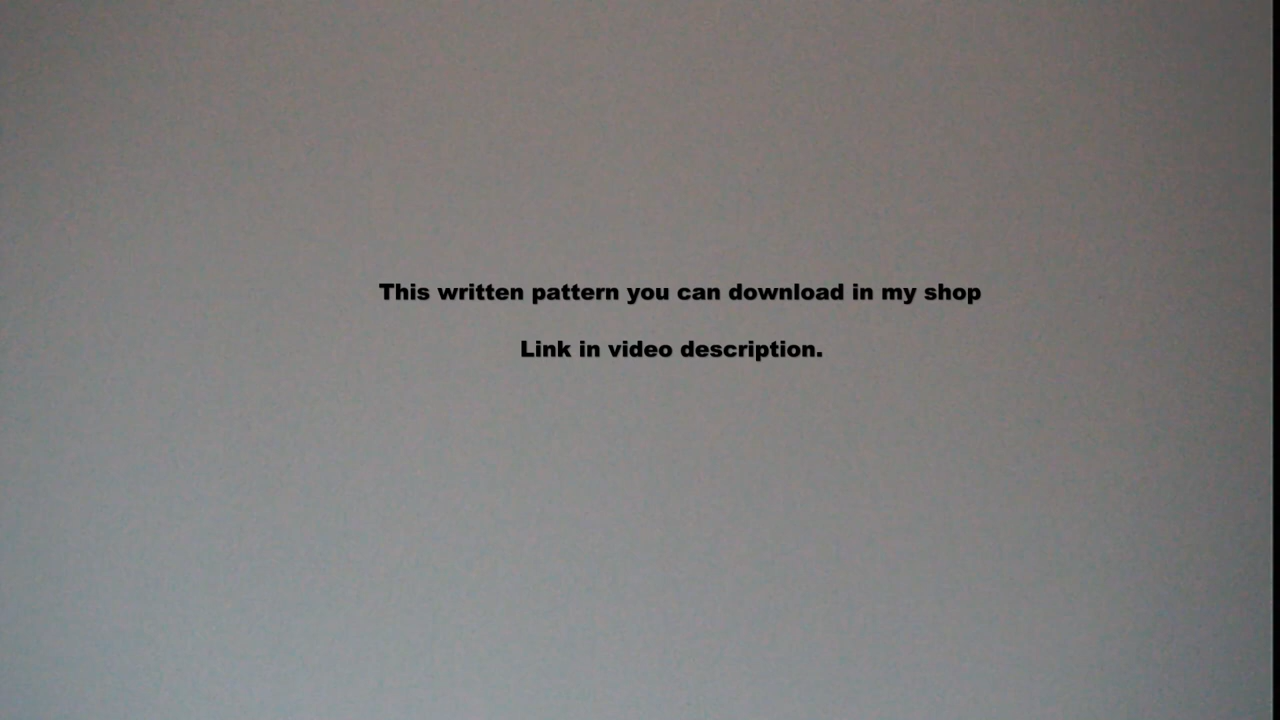 This written pattern you can download in my shop
Link in video description.